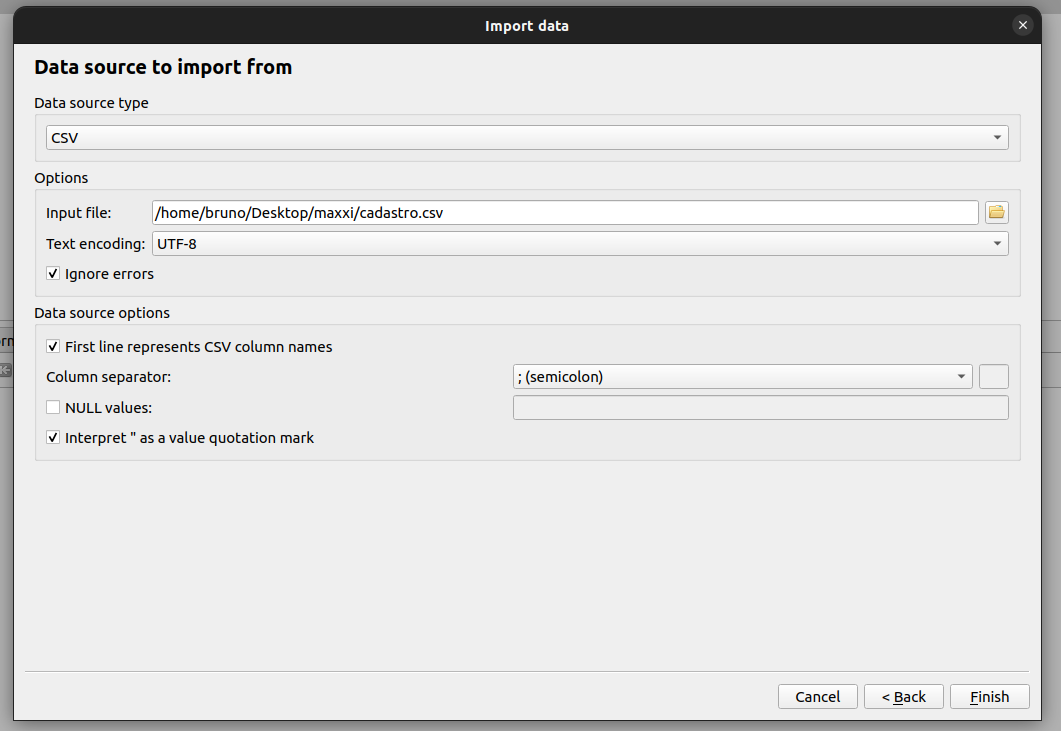 Import data
Data source to import from
Data source type
CSV
Options
Input file: /home/bruno/Desktop/maxxi/cadastro.csv
Text encoding: UTF-8
Ignore errors
Data source options
First line represents CSV column names
Column separator: ; (semicolon)
NULL values:
Interpret " as a value quotation mark
Cancel < Back Finish